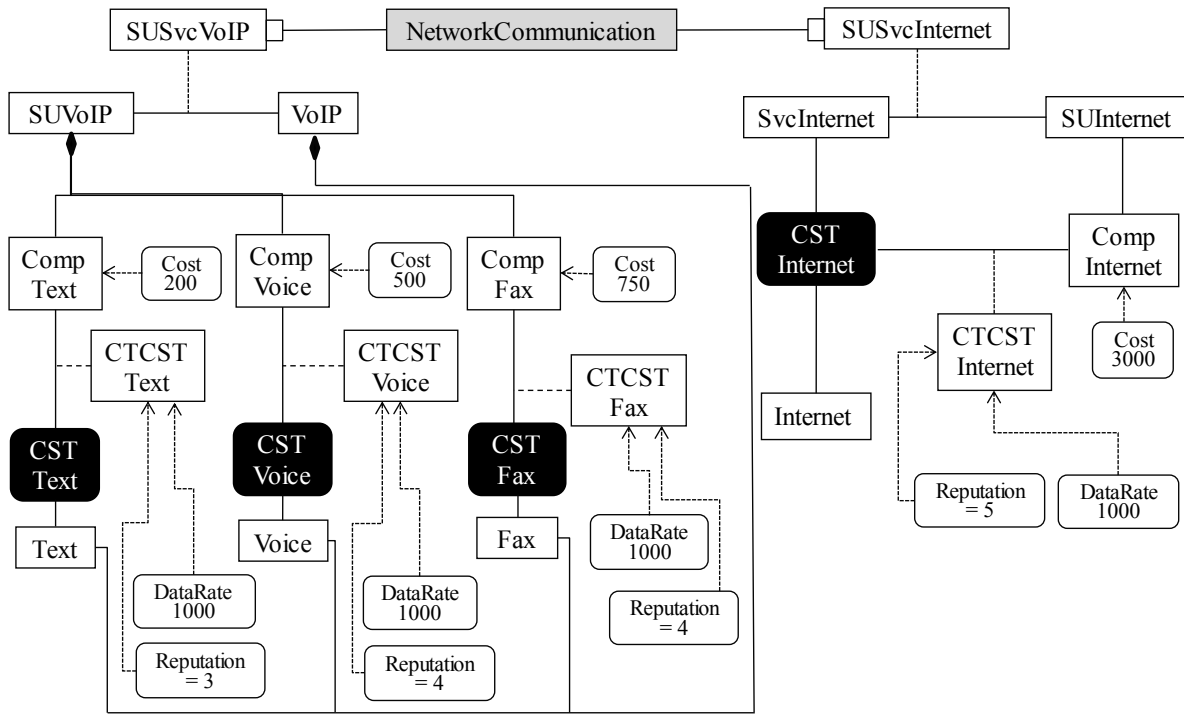 SUSvcVoIP
NetworkCommunication
SUSvcInternet
SUVoIP
VoIP
SvcInternet
SUInternet
Comp
Text
Cost
200
Comp
Voice
Cost
500
Comp
Fax
Cost
750
CST
Internet
Comp
Internet
CTCST
Text
CTCST
Voice
CTCST
Fax
CTCST
Internet
Cost
3000
Internet
CST
Text
CST
Voice
CST
Fax
Reputation
= 5
DataRate
1000
Text
Voice
Fax
DataRate
1000
DataRate
1000
DataRate
1000
Reputation
= 4
Reputation
= 3
Reputation
= 4